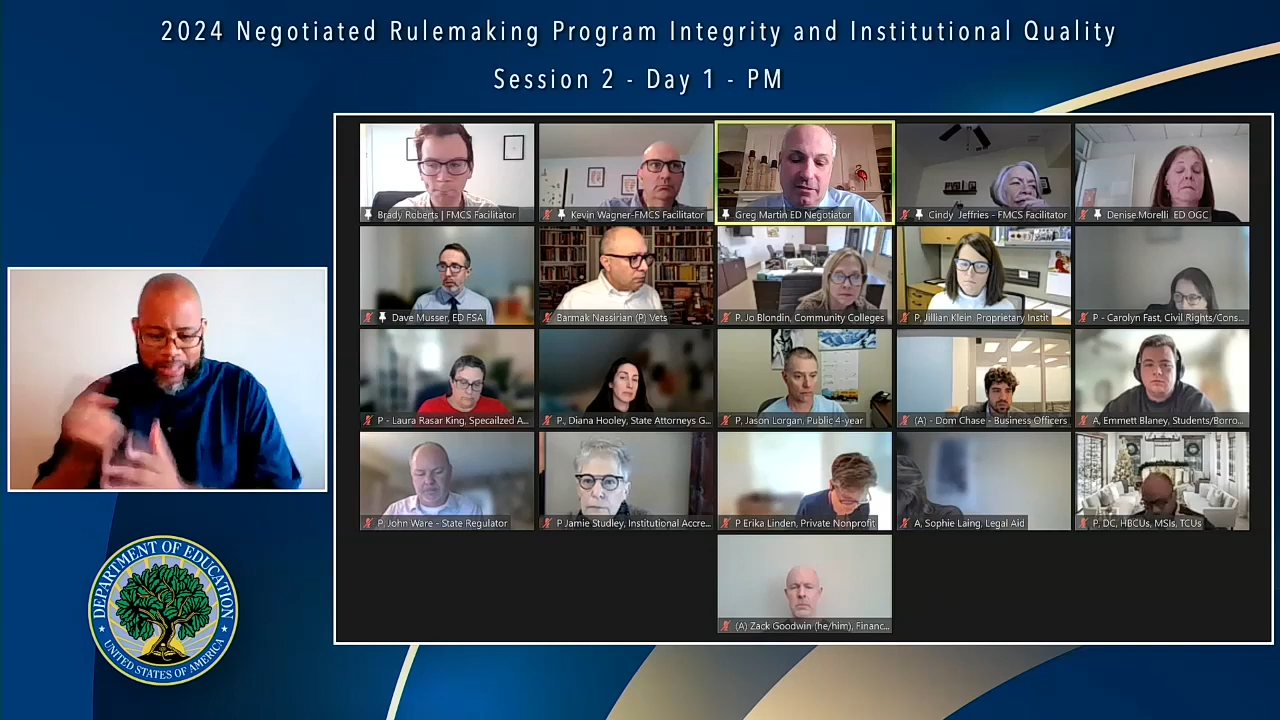 2024 Negotiated Rulemaking Program Integrity and Institutional Quality
Session 2 - Day 1 - PM
Brady Roberts | FMCS Facilitator
Kevin Wagner-FMCS Facilitator
Greg Martin ED Negotiator
Cindy Jeffries - FMCS Facilitator
Denise.Morelli ED OGC
Dave Musser, ED FSA
Barmak Nassirian (P) Vets
P. Jo Blondin, Community Colleges
P, Jillian Klein, Proprietary Instit
P - Carolyn Fast, Civil Rights/Cons...
P - Laura Rasar King, Specailzed A...
P., Diana Hooley, State Attorneys G...
P, Jason Lorgan, Public 4-year
(A) - Dom Chase - Business Officers
A, Emmett Blaney, Students/Borro...
P, John Ware - State Regulator
P Jamie Studley, Institutional Accre...
P Erika Linden, Private Nonprofit
A, Sophie Laing, Legal Aid
P, DC, HBCUs, MSIs, TCUs
(A) Zack Goodwin (he/him), Financ...
DEPARTMENT OF EDUCATION
UNITED STATES OF AMERICA